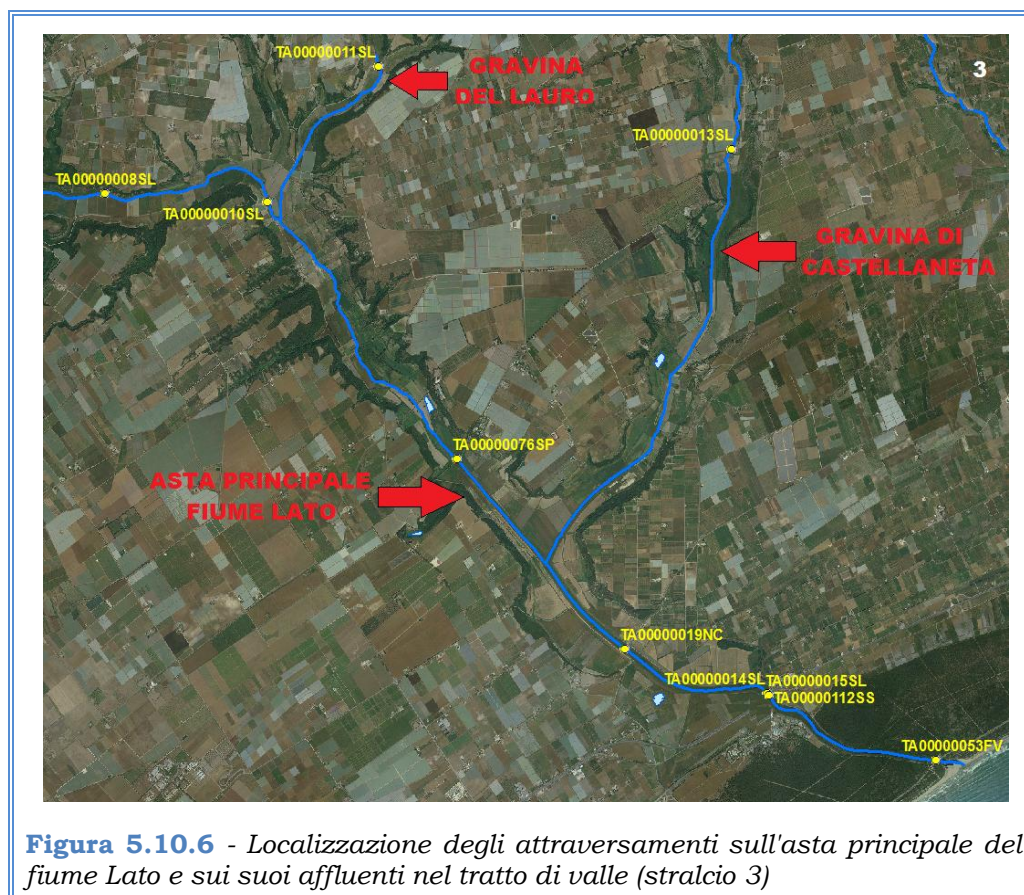 TA00000011SL
GRAVINA
DEL LAURO
3
TA00000013SL
TA00000008SL
TA00000010SL
GRAVINA DI
CASTELLANETA
TA00000076SP
ASTA PRINCIPALE
FIUME LATO
TA00000019NC
TA00000014SL
TA00000015SL
TA00000112SS
TA00000053FV
Figura 5.10.6 - Localizzazione degli attraversamenti sull'asta principale del
fiume Lato e sui suoi affluenti nel tratto di valle (stralcio 3)